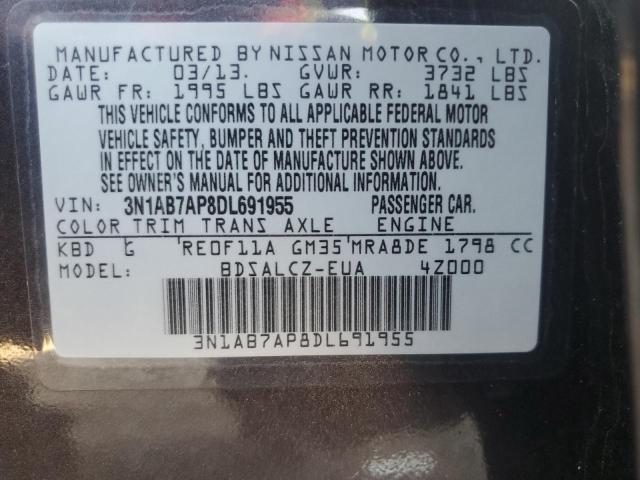 MANUFACTURED BY NISSAN MOTOR CO., LTD.
DATE: 03/13. GVWR: 3732 LBS
GAWR FR: 1995 LBS GAWR RR: 1841 LBS
THIS VEHICLE CONFORMS TO ALL APPLICABLE FEDERAL MOTOR
VEHICLE SAFETY, BUMPER AND THEFT PREVENTION STANDARDS
IN EFFECT ON THE DATE OF MANUFACTURE SHOWN ABOVE.
SEE OWNER'S MANUAL FOR ADDITIONAL INFORMATION.
VIN: 3N1AB7AP8DL691955 PASSENGER CAR.
COLOR TRIM TRANS AXLE ENGINE
KBD G RE0F11A GM35 MRA8DE 1798 CC
MODEL: BDSALCZ-EUA 4Z000
3N1AB7AP8DL691955